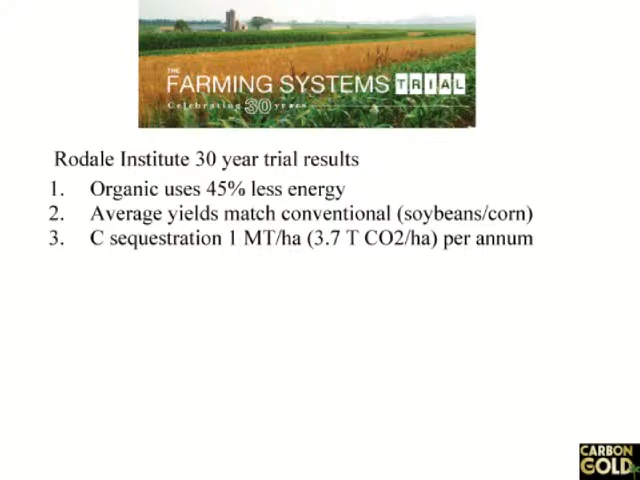 THE
FARMING SYSTEMS TRIAL
Celebrating 30 years
Rodale Institute 30 year trial results
1. Organic uses 45% less energy
2. Average yields match conventional (soybeans/corn)
3. C sequestration 1 MT/ha (3.7 T CO2/ha) per annum
CARBON
GOLD